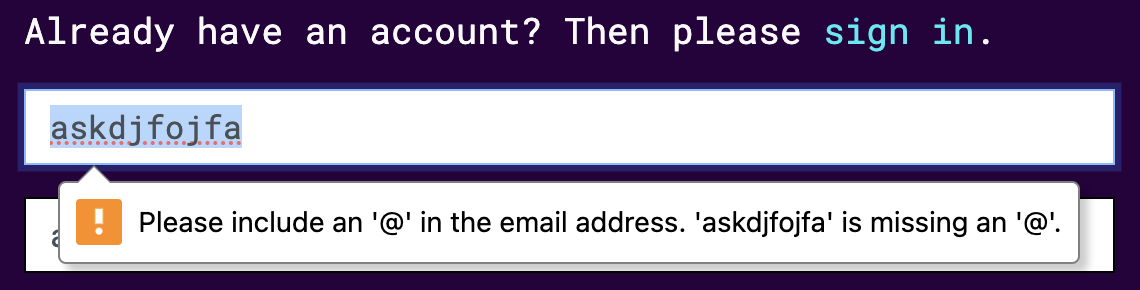 Already have an account? Then please sign in.
askdjfojfa
Please include an '@' in the email address. 'askdjfojfa' is missing an '@'.